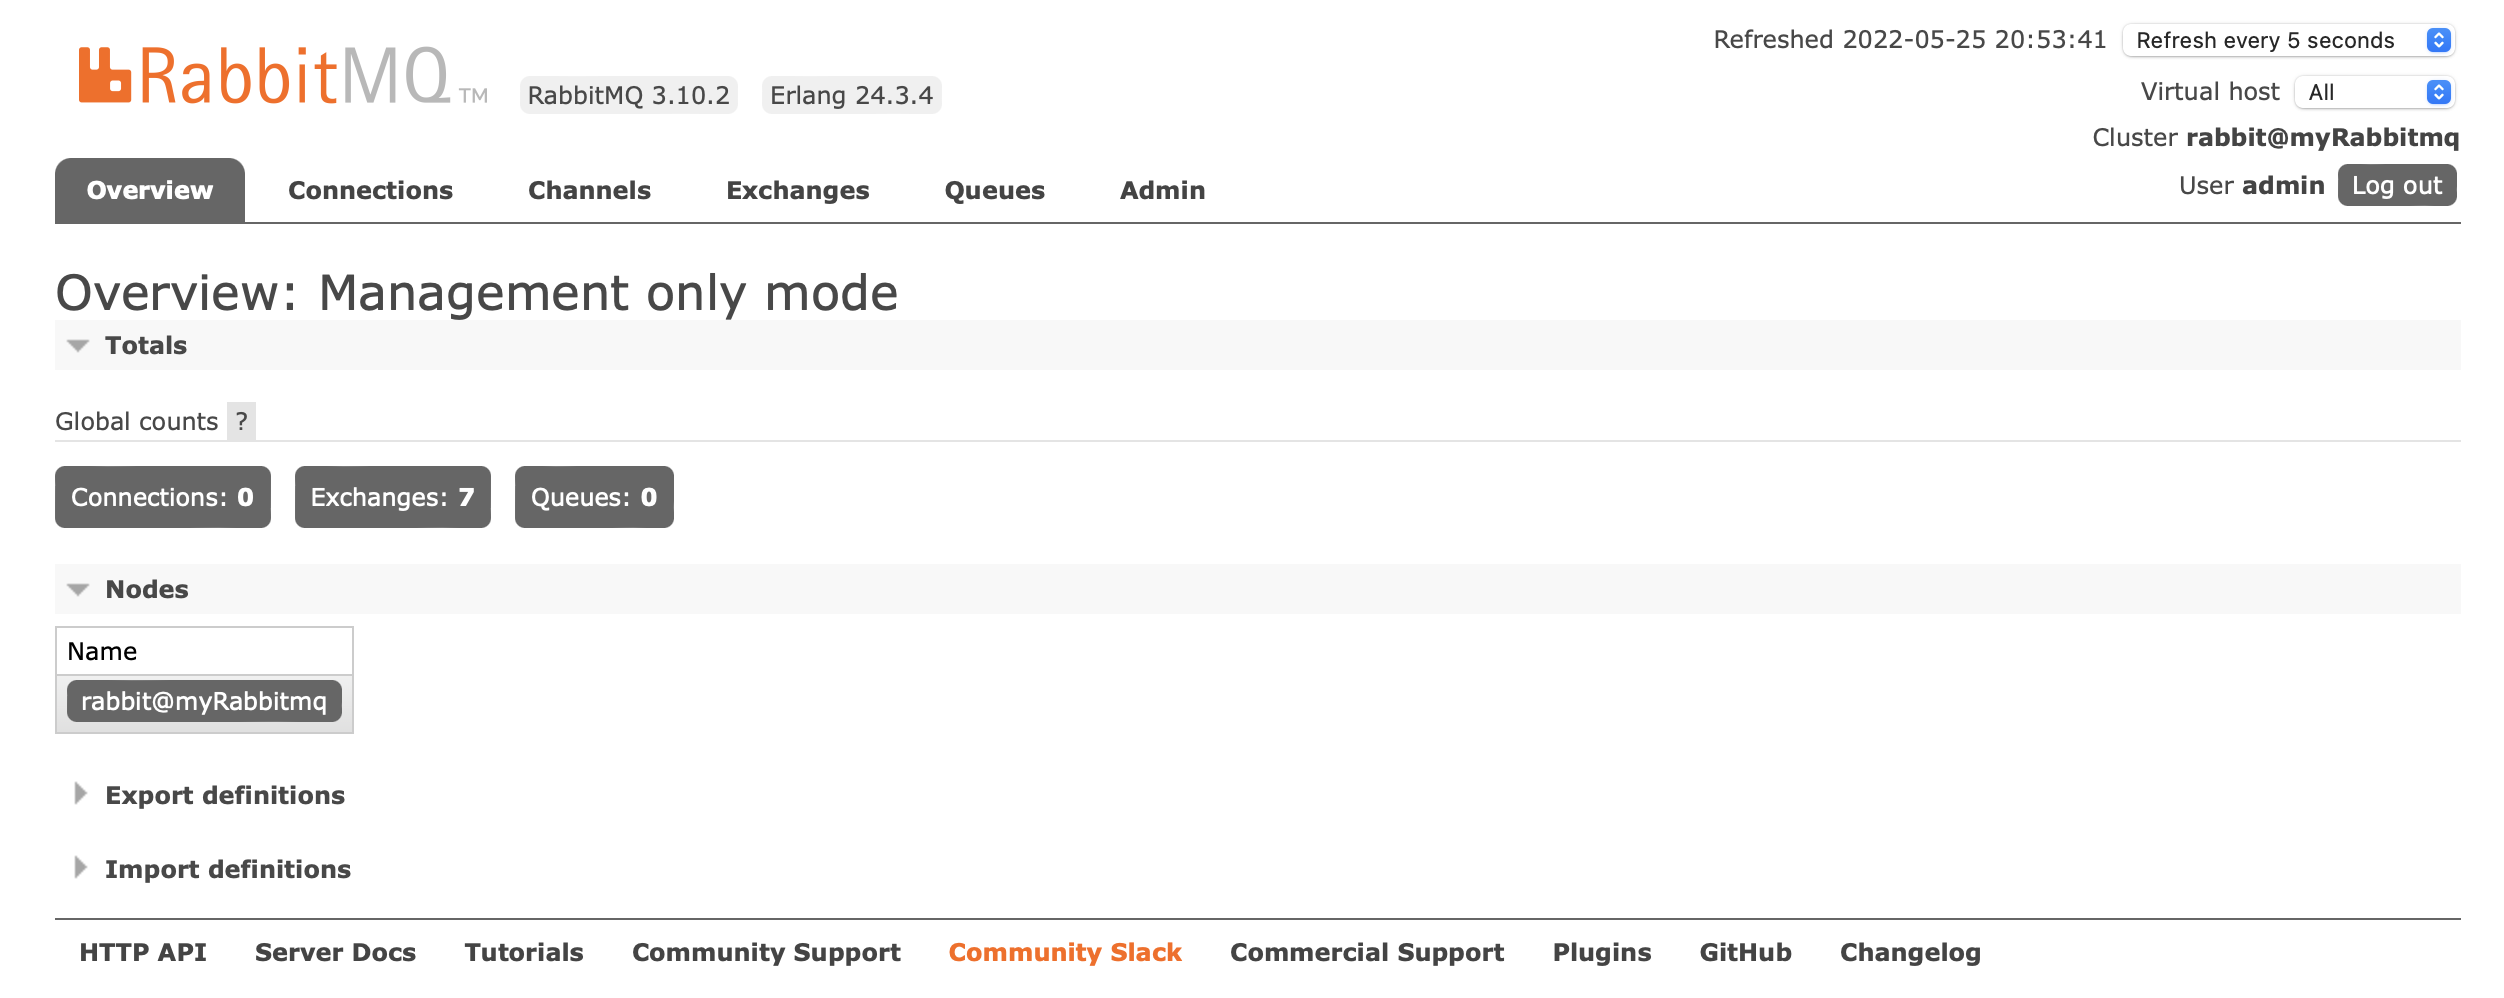 RabbitMQ TM
RabbitMQ 3.10.2 Erlang 24.3.4
Refreshed 2022-05-25 20:53:41 Refresh every 5 seconds
Virtual host All
Cluster rabbit@myRabbitmq
User admin Log out
Overview Connections Channels Exchanges Queues Admin
Overview: Management only mode
Totals
Global counts ?
Connections: 0 Exchanges: 7 Queues: 0
Nodes
Name
rabbit@myRabbitmq
Export definitions
Import definitions
HTTP API Server Docs Tutorials Community Support Community Slack Commercial Support Plugins GitHub Changelog